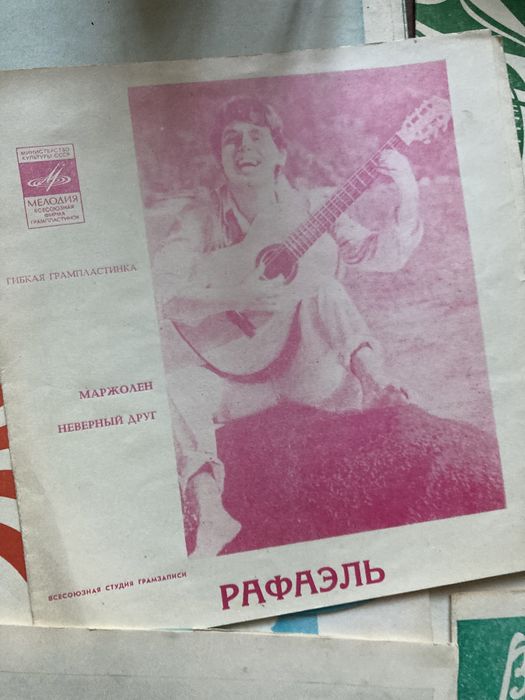 МИНИСТЕРСТВО
КУЛЬТУРЫ СССР
МЕЛОДИЯ
ВСЕСОЮЗНАЯ
ФИРМА
ГРАМПЛАСТИНОК
ГИБКАЯ ГРАМПЛАСТИНКА
МАРЖОЛЕН
НЕВЕРНЫЙ ДРУГ
ВСЕСОЮЗНАЯ СТУДИЯ ГРАМЗАПИСИ
РАФАЭЛЬ